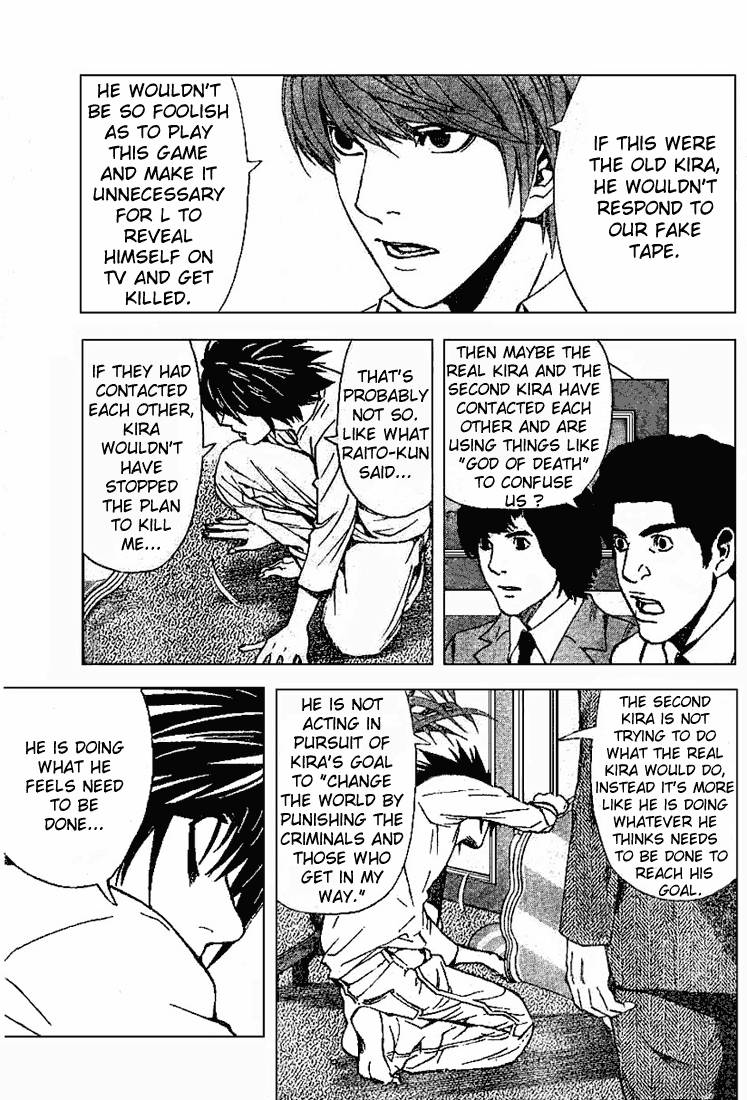 IF THIS WERE
THE OLD KIRA,
HE WOULDN'T
RESPOND TO
OUR FAKE
TAPE.
HE WOULDN'T
BE SO FOOLISH
AS TO PLAY
THIS GAME
AND MAKE IT
UNNECESSARY
FOR L TO
REVEAL
HIMSELF ON
TV AND GET
KILLED.
THEN MAYBE THE
REAL KIRA AND THE
SECOND KIRA HAVE
CONTACTED EACH
OTHER AND ARE
USING THINGS LIKE
"GOD OF DEATH"
TO CONFUSE
US ?
THAT'S
PROBABLY
NOT SO.
LIKE WHAT
RAITO-KUN
SAID...
IF THEY HAD
CONTACTED
EACH OTHER,
KIRA
WOULDN'T
HAVE
STOPPED
THE PLAN
TO KILL
ME...
THE SECOND
KIRA IS NOT
TRYING TO DO
WHAT THE REAL
KIRA WOULD DO,
INSTEAD IT'S MORE
LIKE HE IS DOING
WHATEVER HE
THINKS NEEDS
TO BE DONE TO
REACH HIS
GOAL.
HE IS NOT
ACTING IN
PURSUIT OF
KIRA'S GOAL
TO "CHANGE
THE WORLD BY
PUNISHING THE
CRIMINALS AND
THOSE WHO
GET IN MY
WAY."
HE IS DOING
WHAT HE
FEELS NEED
TO BE
DONE...